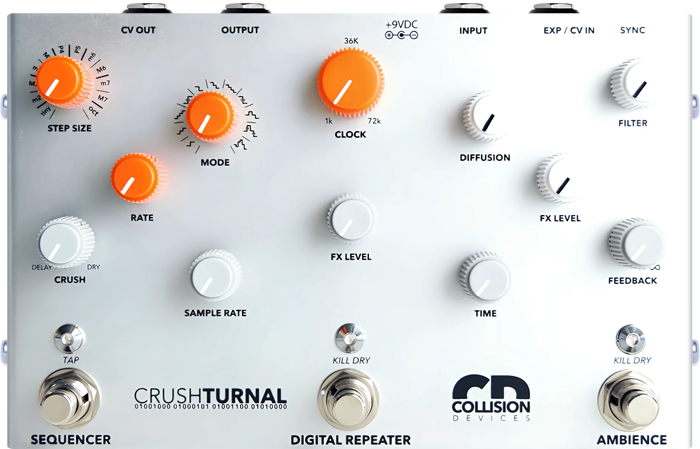 CV OUT
OUTPUT
+9VDC
INPUT
EXP / CV IN
SYNC
36K
1k
72k
CLOCK
STEP SIZE
M6
m7
M7
MODE
DIFFUSION
FILTER
RATE
FX LEVEL
FX LEVEL
DELAY
DRY
CRUSH
SAMPLE RATE
TIME
∞
FEEDBACK
TAP
KILL DRY
KILL DRY
CRUSHTURNAL
01001000 01000101 01001100 01010000
CD
COLLISION
DEVICES
SEQUENCER
DIGITAL REPEATER
AMBIENCE